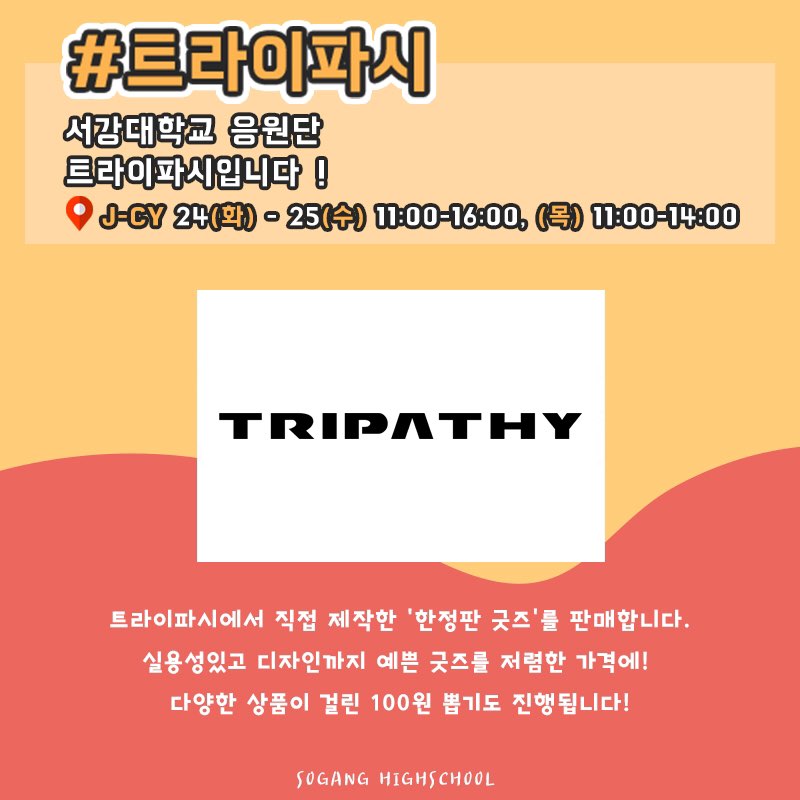 #트라이파시
서강대학교 응원단
트라이파시입니다 !
J-CY 24(화) - 25(수) 11:00-16:00, (목) 11:00-14:00
TRIPATHY
트라이파시에서 직접 제작한 '한정판 굿즈'를 판매합니다.
실용성있고 디자인까지 예쁜 굿즈를 저렴한 가격에!
다양한 상품이 걸린 100원 뽑기도 진행됩니다!
SOGANG HIGHSCHOOL